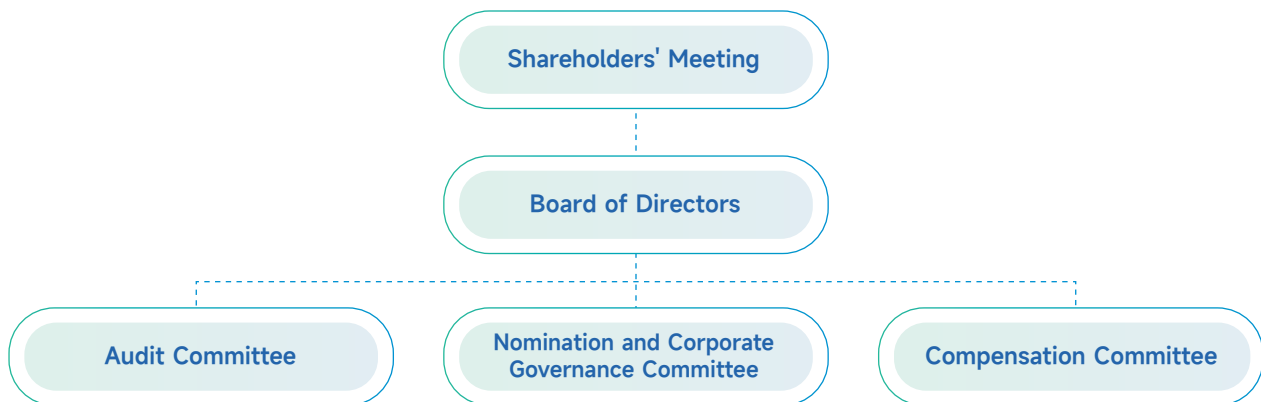 Shareholders' Meeting
Board of Directors
Audit Committee
Nomination and Corporate
Governance Committee
Compensation Committee